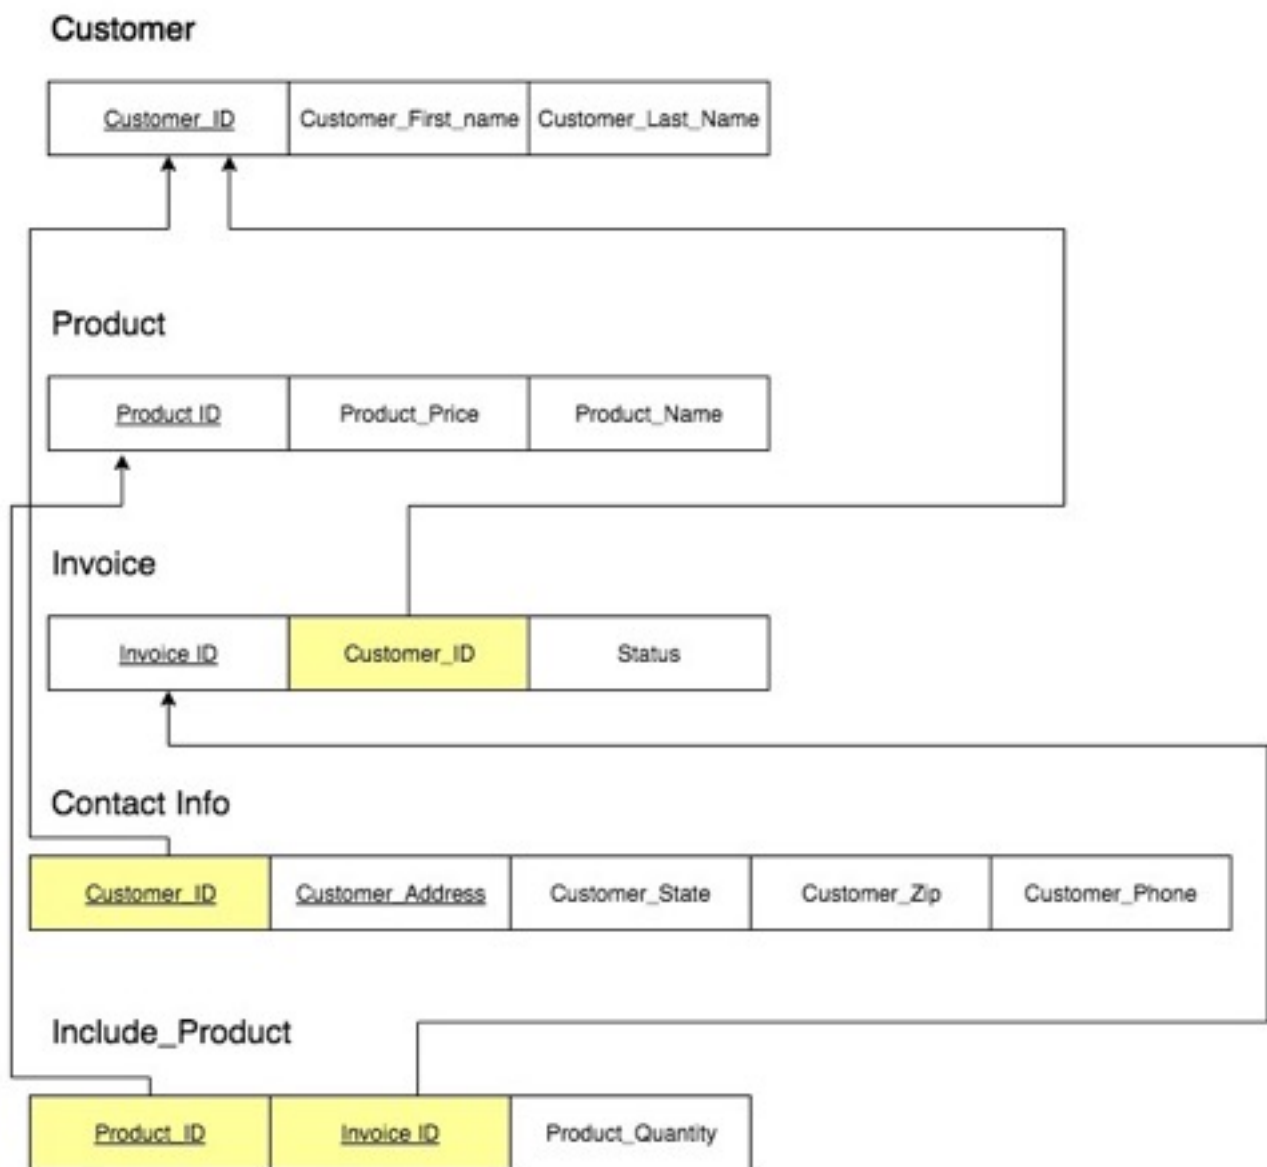 Customer
Customer_ID Customer_First_name Customer_Last_Name
Product
Product ID Product_Price Product_Name
Invoice
Invoice ID Customer_ID Status
Contact Info
Customer_ID Customer_Address Customer_State Customer_Zip Customer_Phone
Include_Product
Product_ID Invoice ID Product_Quantity